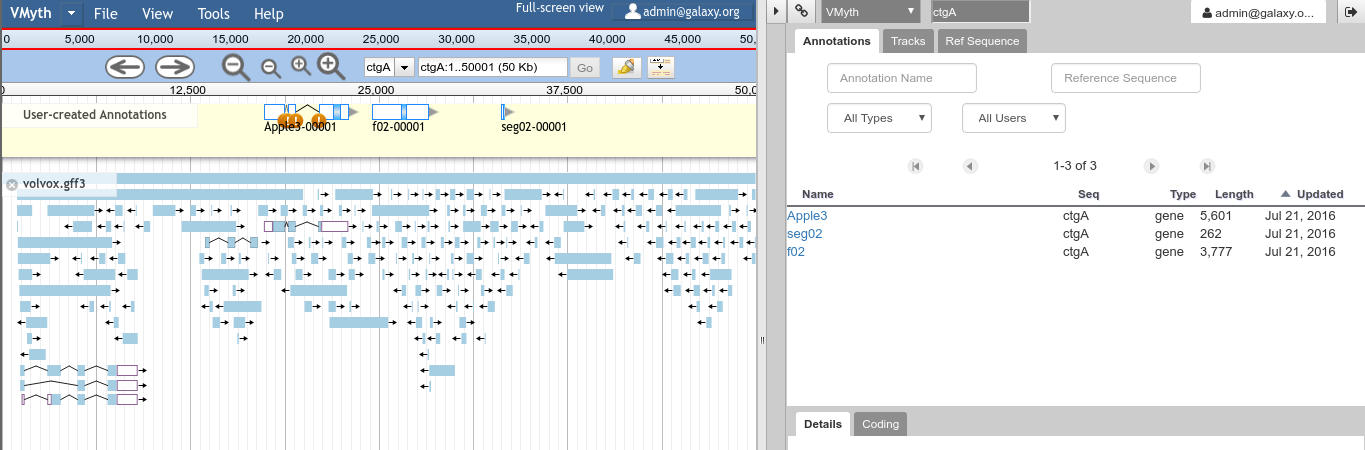 VMyth File View Tools Help Full-screen view admin@galaxy.org
0 5,000 10,000 15,000 20,000 25,000 30,000 35,000 40,000 45,000 50,
ctgA ctgA:1..50001 (50 Kb) Go
0 12,500 25,000 37,500 50,0
User-created Annotations
Apple3-00001 f02-00001 seg02-00001
volvox.gff3
VMyth ctgA admin@galaxy.o...
Annotations Tracks Ref Sequence
Annotation Name Reference Sequence
All Types All Users
1-3 of 3
Name Seq Type Length Updated
Apple3 ctgA gene 5,601 Jul 21, 2016
seg02 ctgA gene 262 Jul 21, 2016
f02 ctgA gene 3,777 Jul 21, 2016
Details Coding